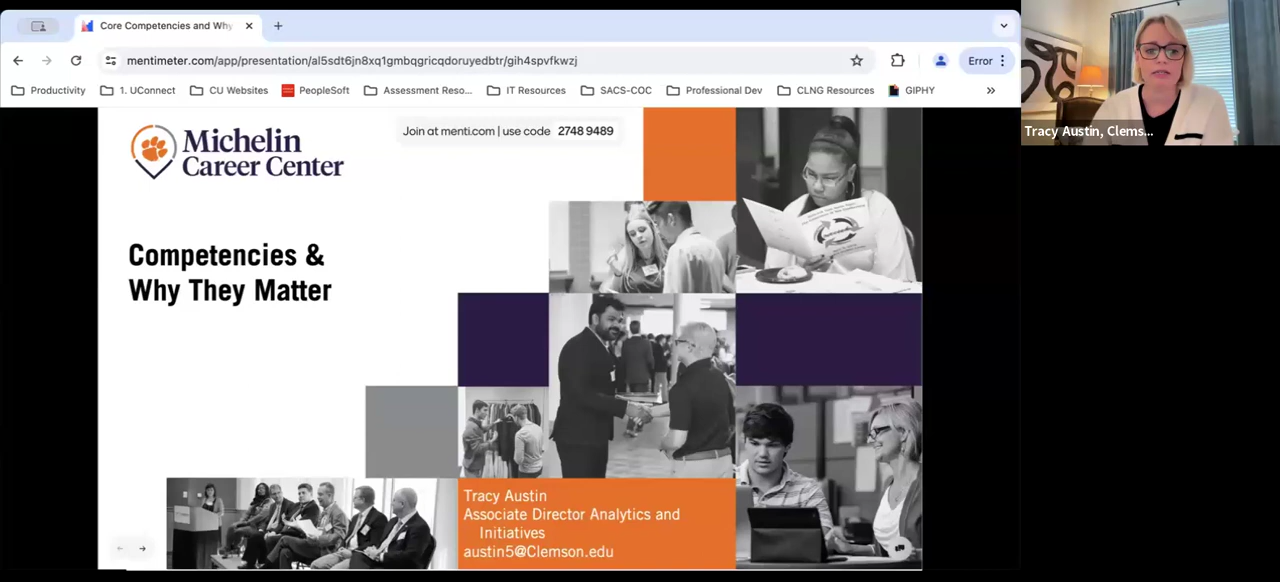 Core Competencies and Why
mentimeter.com/app/presentation/al5sdt6jn8xq1gmbqgricqdoruyedbtr/gih4spvfkwzj
Error
Productivity
1. UConnect
CU Websites
PeopleSoft
Assessment Reso...
IT Resources
SACS-COC
Professional Dev
CLNG Resources
GIPHY
Tracy Austin, Clems...
Michelin
Career Center
Join at menti.com | use code 2748 9489
Competencies &
Why They Matter
Tracy Austin
Associate Director Analytics and
Initiatives
austin5@Clemson.edu